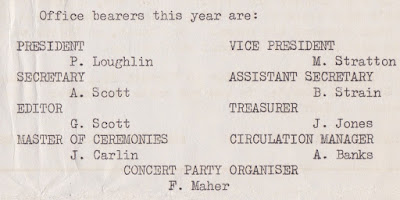 Office bearers this year are:
PRESIDENT VICE PRESIDENT
P. Loughlin M. Stratton
SECRETARY ASSISTANT SECRETARY
A. Scott B. Strain
EDITOR TREASURER
G. Scott J. Jones
MASTER OF CEREMONIES CIRCULATION MANAGER
J. Carlin A. Banks
CONCERT PARTY ORGANISER
F. Maher